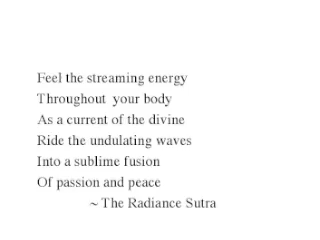 Feel the streaming energy
Throughout  your body
As a current of the divine
Ride the undulating waves
Into a sublime fusion
Of passion and peace
~ The Radiance Sutra